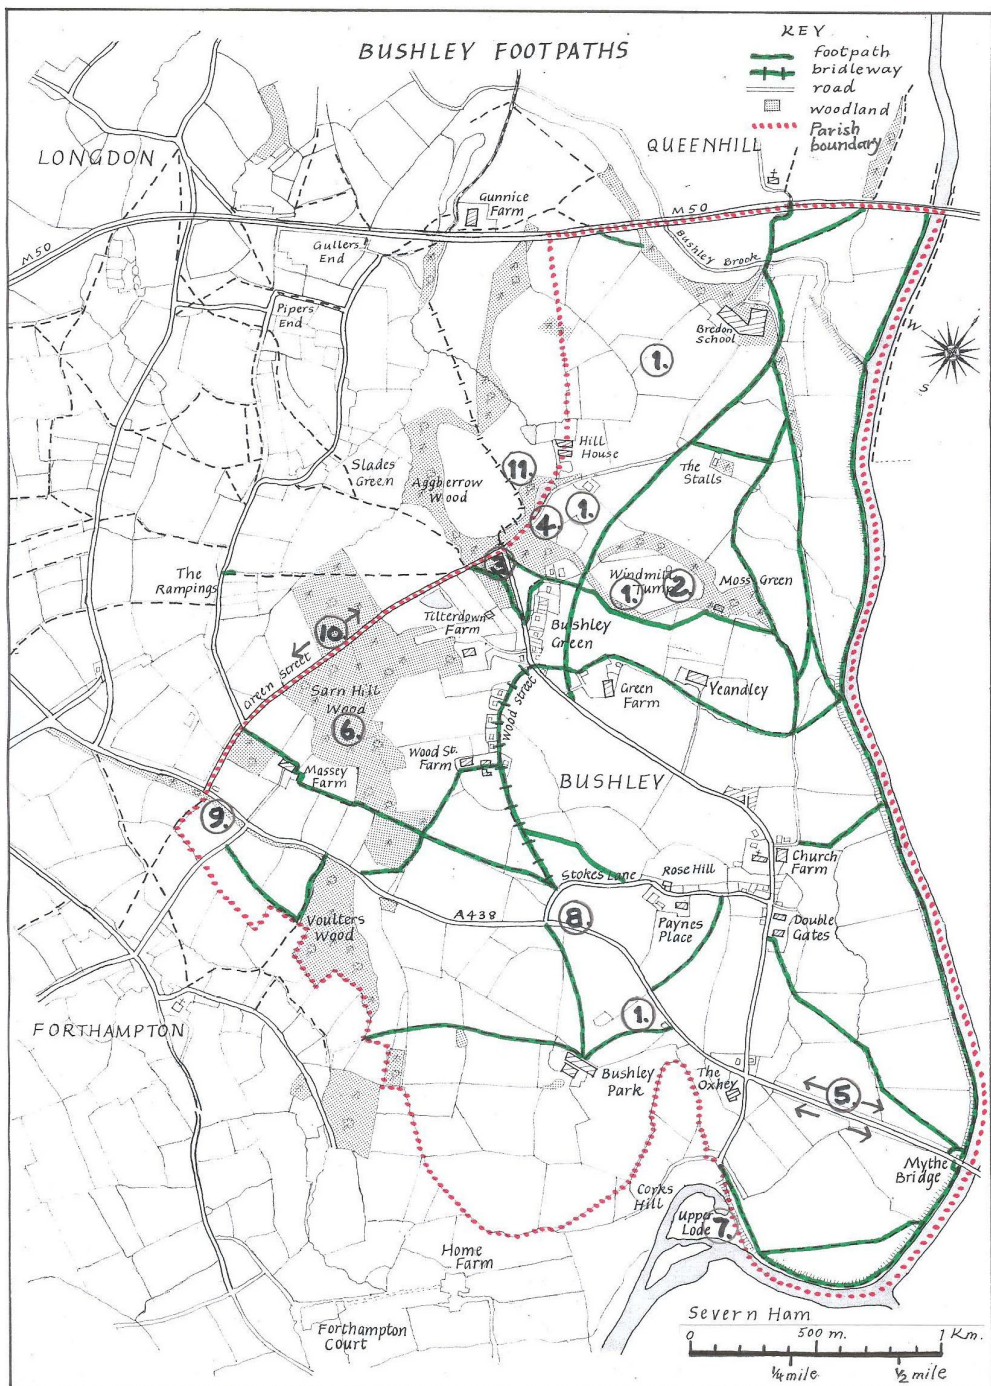 BUSHLEY FOOTPATHS
KEY
footpath
bridleway
road
woodland
Parish
boundary
LONGDON
QUEENHILL
Gunnice
Farm
M50
M50
Gullers
End
Bushley Brook
Pipers
End
Bredon
School
W
S
1.
Hill
House
Slades
Green
Aggberrow
Wood
11.
The
Stalls
4.
1.
3
The
Rampings
Windmill
Tump
1.
2.
Moss Green
Tilterdown
Farm
Bushley
Green
10.
Green Street
Sarn Hill
Wood
6.
Wood Street
Green
Farm
Yeandley
Wood St.
Farm
Massey
Farm
BUSHLEY
9.
Church
Farm
Stokes Lane
Rose Hill
Voulters
Wood
A438
8.
Paynes
Place
Double
Gates
1.
FORTHAMPTON
Bushley
Park
The
Oxhey
5.
Mythe
Bridge
Corks
Hill
Upper
Lode
7.
Home
Farm
Forthampton
Court
Severn Ham
0 500 m. 1 Km.
¼ mile ½ mile